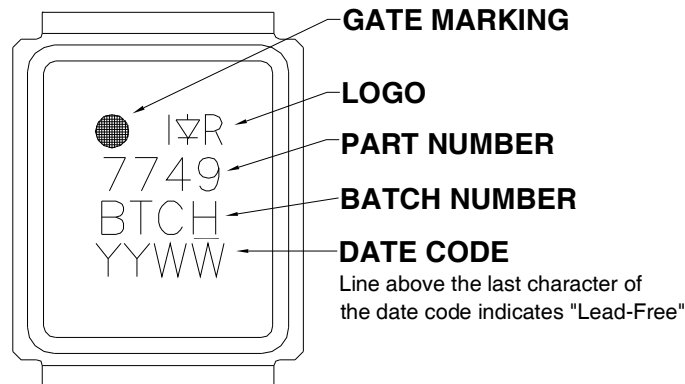 GATE MARKING
I R
LOGO
7749
PART NUMBER
BTCH
BATCH NUMBER
YYWW
DATE CODE
Line above the last character of
the date code indicates "Lead-Free"